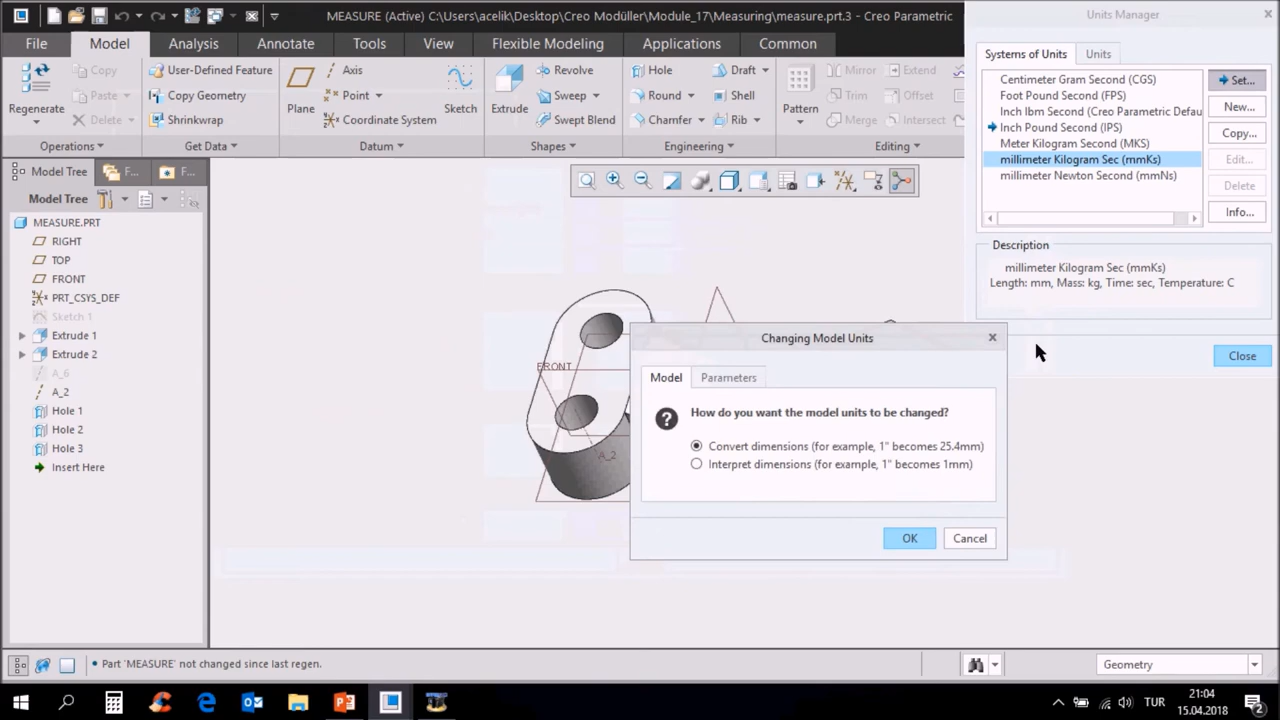 MEASURE (Active) C:\Users\acelik\Desktop\Creo Modüller\Module_17\Measuring\measure.prt.3 - Creo Parametric
Units Manager
File Model Analysis Annotate Tools View Flexible Modeling Applications Common
Systems of Units Units
Regenerate
Copy
Paste
Delete
User-Defined Feature
Copy Geometry
Shrinkwrap
Plane
Axis
Point
Coordinate System
Sketch
Extrude
Revolve
Sweep
Swept Blend
Hole
Round
Chamfer
Draft
Shell
Rib
Pattern
Mirror
Trim
Merge
Extend
Offset
Intersect
Operations Get Data Datum Shapes Engineering Editing
Centimeter Gram Second (CGS)
Foot Pound Second (FPS)
Inch lbm Second (Creo Parametric Defau
Inch Pound Second (IPS)
Meter Kilogram Second (MKS)
millimeter Kilogram Sec (mmKs)
millimeter Newton Second (mmNs)
Set...
New...
Copy...
Edit...
Delete
Info...
Description
millimeter Kilogram Sec (mmKs)
Length: mm, Mass: kg, Time: sec, Temperature: C
Close
Model Tree F... F...
Model Tree
MEASURE.PRT
RIGHT
TOP
FRONT
PRT_CSYS_DEF
Sketch 1
Extrude 1
Extrude 2
A_6
A_2
Hole 1
Hole 2
Hole 3
Insert Here
FRONT
A_2
Changing Model Units
Model Parameters
How do you want the model units to be changed?
Convert dimensions (for example, 1" becomes 25.4mm)
Interpret dimensions (for example, 1" becomes 1mm)
OK Cancel
• Part 'MEASURE' not changed since last regen.
Geometry
TUR
21:04
15.04.2018
2